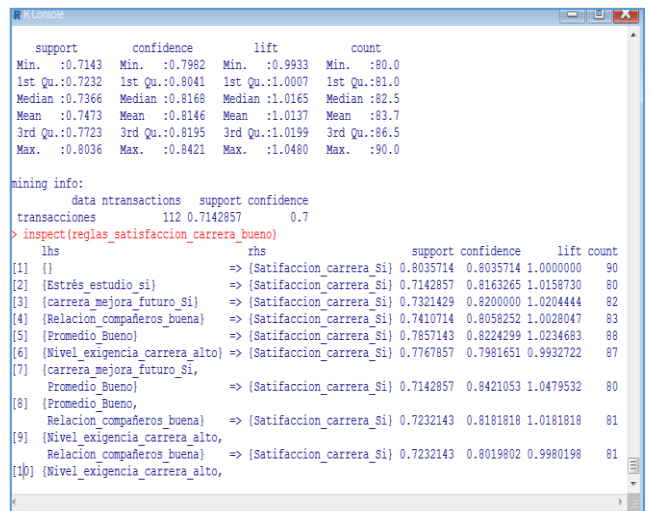 R Console
support confidence lift count
Min. :0.7143 Min. :0.7982 Min. :0.9933 Min. :80.0
1st Qu.:0.7232 1st Qu.:0.8041 1st Qu.:1.0007 1st Qu.:81.0
Median :0.7366 Median :0.8168 Median :1.0165 Median :82.5
Mean :0.7473 Mean :0.8146 Mean :1.0137 Mean :83.7
3rd Qu.:0.7723 3rd Qu.:0.8195 3rd Qu.:1.0199 3rd Qu.:86.5
Max. :0.8036 Max. :0.8421 Max. :1.0480 Max. :90.0
mining info:
data ntransactions support confidence
transacciones 112 0.7142857 0.7
> inspect(reglas_satisfaccion_carrera_bueno)
lhs rhs support confidence lift count
[1] {} => {Satifaccion_carrera_Si} 0.8035714 0.8035714 1.0000000 90
[2] {Estrés_estudio_si} => {Satifaccion_carrera_Si} 0.7142857 0.8163265 1.0158730 80
[3] {carrera_mejora_futuro_Si} => {Satifaccion_carrera_Si} 0.7321429 0.8200000 1.0204444 82
[4] {Relacion_compañeros_buena} => {Satifaccion_carrera_Si} 0.7410714 0.8058252 1.0028047 83
[5] {Promedio_Bueno} => {Satifaccion_carrera_Si} 0.7857143 0.8224299 1.0234683 88
[6] {Nivel_exigencia_carrera_alto} => {Satifaccion_carrera_Si} 0.7767857 0.7981651 0.9932722 87
[7] {carrera_mejora_futuro_Si,
Promedio_Bueno} => {Satifaccion_carrera_Si} 0.7142857 0.8421053 1.0479532 80
[8] {Promedio_Bueno,
Relacion_compañeros_buena} => {Satifaccion_carrera_Si} 0.7232143 0.8181818 1.0181818 81
[9] {Nivel_exigencia_carrera_alto,
Relacion_compañeros_buena} => {Satifaccion_carrera_Si} 0.7232143 0.8019802 0.9980198 81
[10] {Nivel_exigencia_carrera_alto,